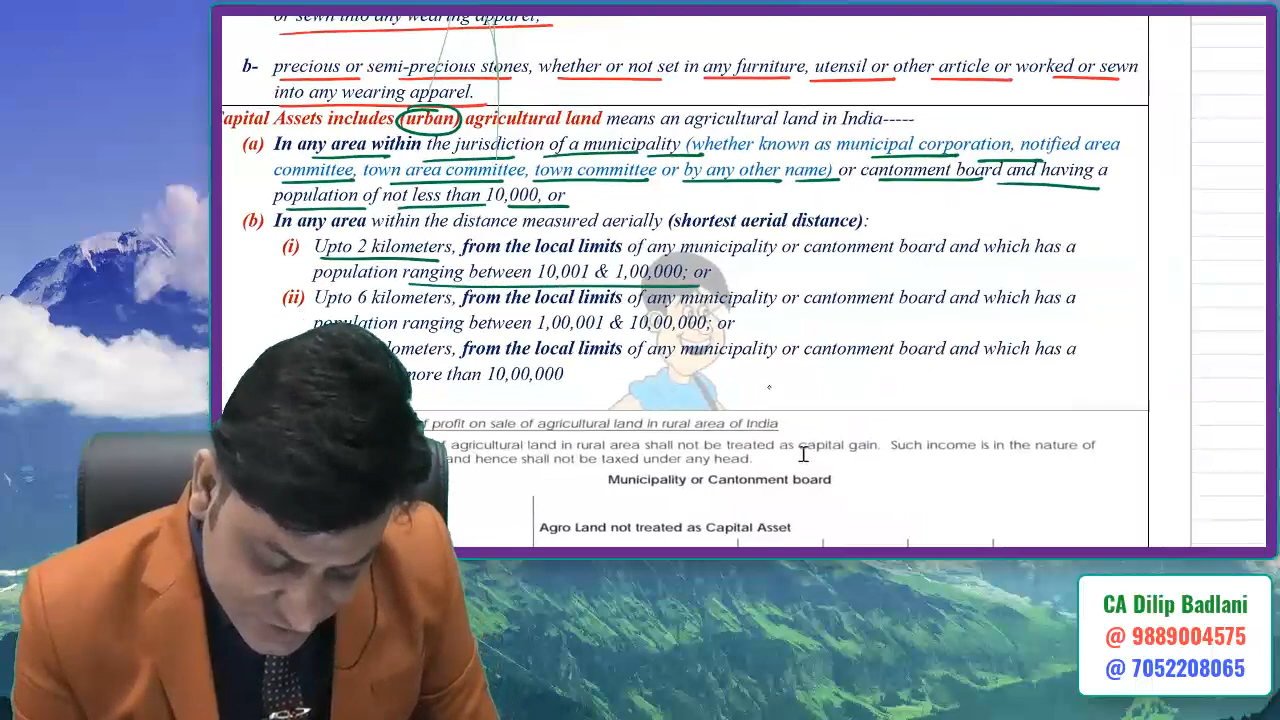 or sewn into any wearing apparel;
b- precious or semi-precious stones, whether or not set in any furniture, utensil or other article or worked or sewn
into any wearing apparel.
apital Assets includes (urban) agricultural land means an agricultural land in India-----
(a) In any area within the jurisdiction of a municipality (whether known as municipal corporation, notified area
committee, town area committee, town committee or by any other name) or cantonment board and having a
population of not less than 10,000, or
(b) In any area within the distance measured aerially (shortest aerial distance):
(i) Upto 2 kilometers, from the local limits of any municipality or cantonment board and which has a
population ranging between 10,001 & 1,00,000; or
(ii) Upto 6 kilometers, from the local limits of any municipality or cantonment board and which has a
population ranging between 1,00,001 & 10,00,000; or
lometers, from the local limits of any municipality or cantonment board and which has a
more than 10,00,000
of profit on sale of agricultural land in rural area of India
of agricultural land in rural area shall not be treated as capital gain. Such income is in the nature of
and hence shall not be taxed under any head.
Municipality or Cantonment board
Agro Land not treated as Capital Asset
CA Dilip Badlani
@ 9889004575
@ 7052208065